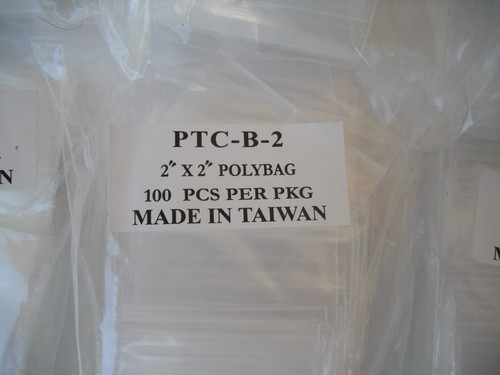 PTC-B-2
2" X 2" POLYBAG
100 PCS PER PKG
MADE IN TAIWAN